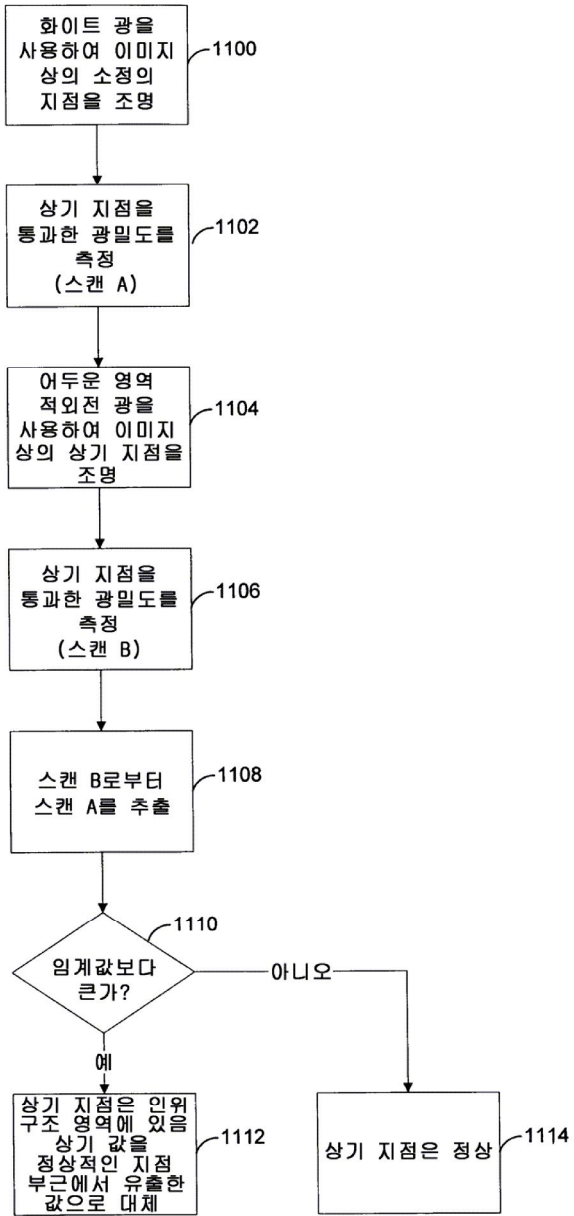 화이트 광을
사용하여 이미지
상의 소정의
지점을 조명
1100
상기 지점을
통과한 광밀도를
측정
(스캔 A)
1102
어두운 영역
적외전 광을
사용하여 이미지
상의 상기 지점을
조명
1104
상기 지점을
통과한 광밀도를
측정
(스캔 B)
1106
스캔 B로부터
스캔 A를 추출
1108
임계값보다
큰가?
1110
아니오
예
상기 지점은 인위
구조 영역에 있음
상기 값을
정상적인 지점
부근에서 유출한
값으로 대체
1112
상기 지점은 정상
1114